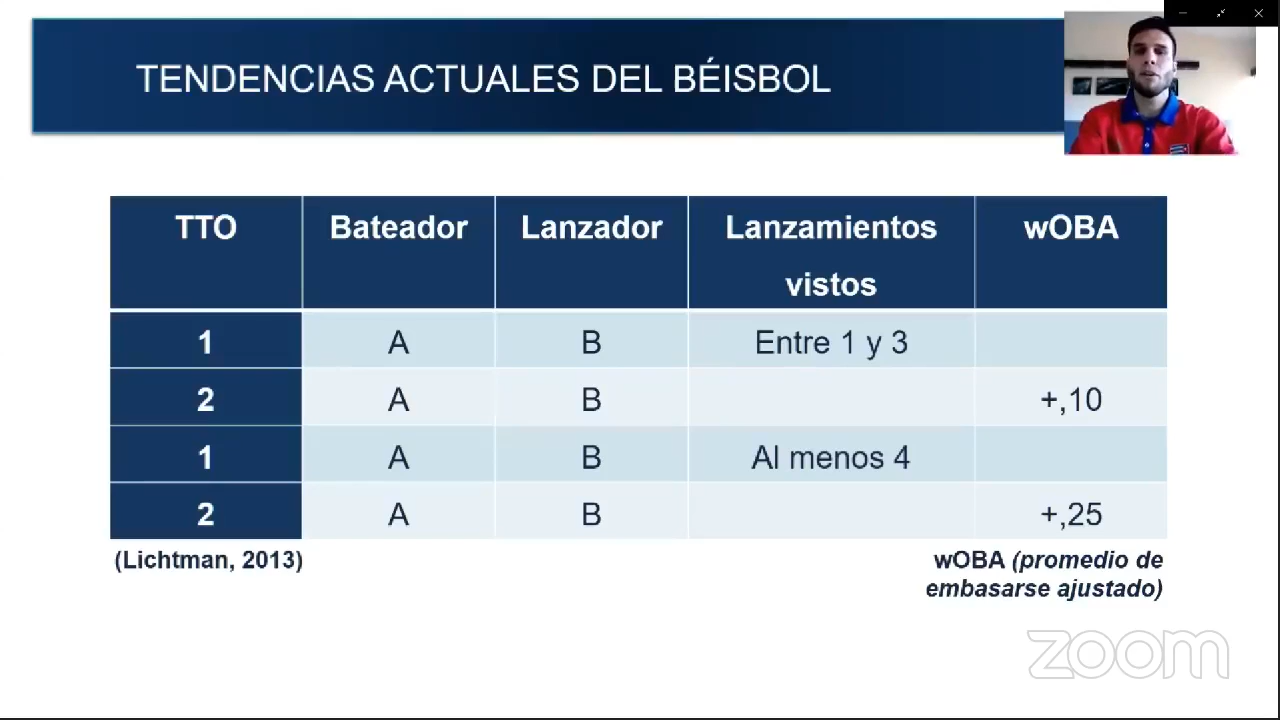 TENDENCIAS ACTUALES DEL BÉISBOL
TTO Bateador Lanzador Lanzamientos vistos wOBA
1 A B Entre 1 y 3
2 A B +,10
1 A B Al menos 4
2 A B +,25
(Lichtman, 2013)
wOBA (promedio de
embasarse ajustado)
zoom